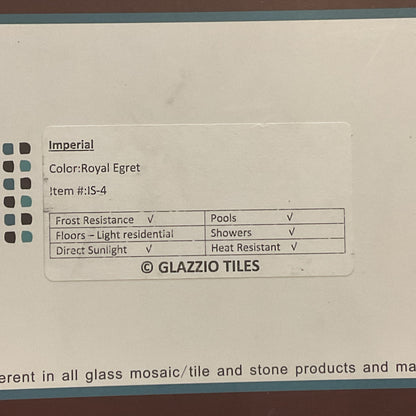 Imperial
Color:Royal Egret
Item #:IS-4
Frost Resistance √ Pools √
Floors – Light residential Showers √
Direct Sunlight √ Heat Resistant √
© GLAZZIO TILES
erent in all glass mosaic/tile and stone products and ma